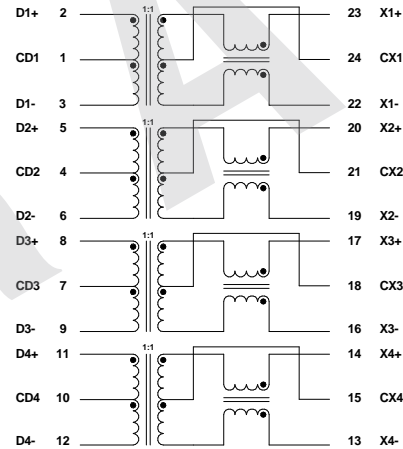 D1+ 2 1:1 23 X1+
CD1 1 24 CX1
D1- 3 22 X1-
D2+ 5 1:1 20 X2+
CD2 4 21 CX2
D2- 6 19 X2-
D3+ 8 1:1 17 X3+
CD3 7 18 CX3
D3- 9 16 X3-
D4+ 11 1:1 14 X4+
CD4 10 15 CX4
D4- 12 13 X4-